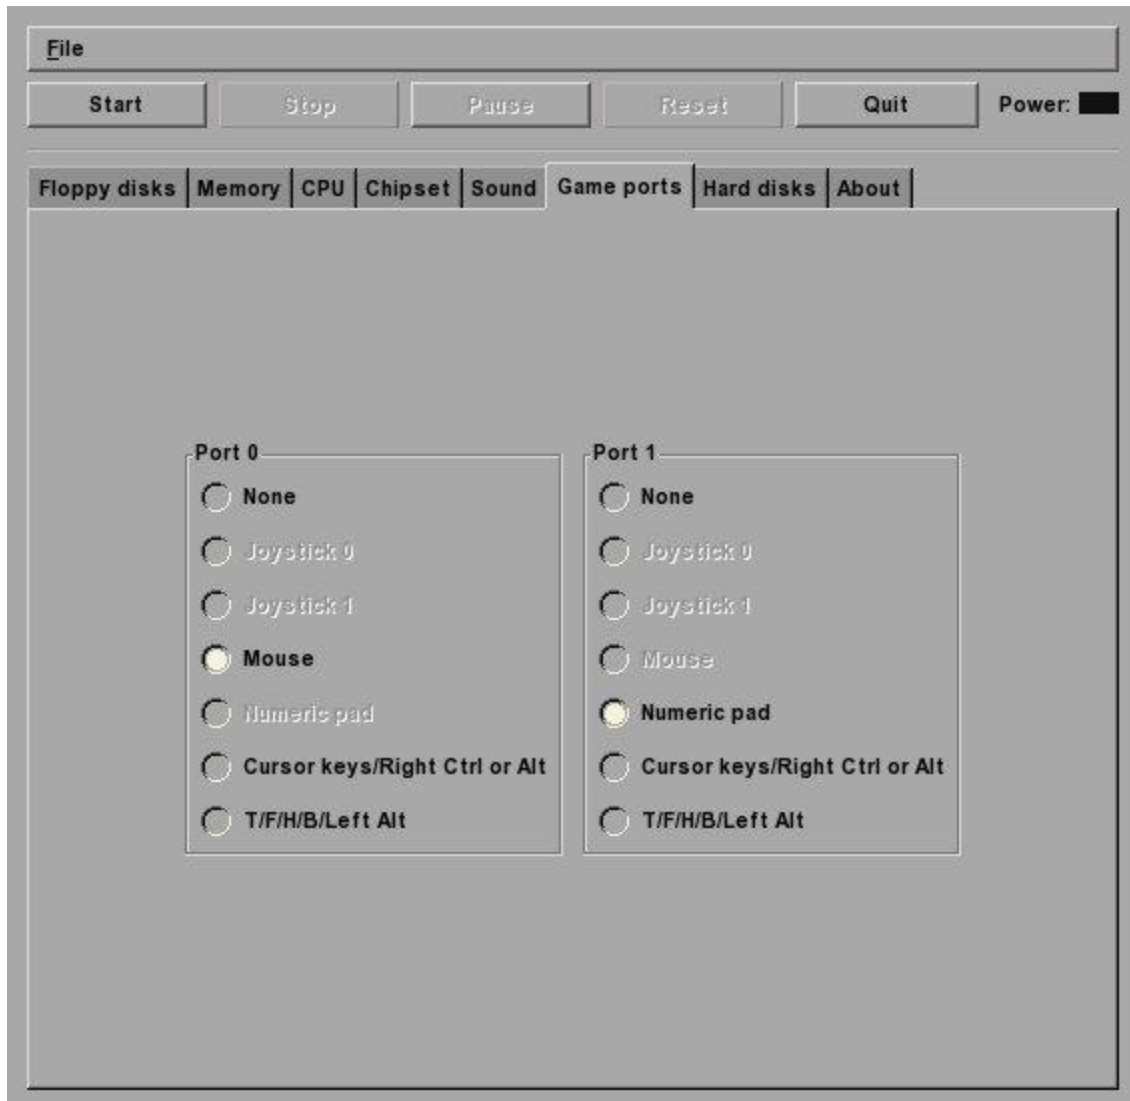 File
Start Stop Pause Reset Quit Power:
Floppy disks Memory CPU Chipset Sound Game ports Hard disks About
Port 0
None
Joystick 0
Joystick 1
Mouse
Numeric pad
Cursor keys/Right Ctrl or Alt
T/F/H/B/Left Alt
Port 1
None
Joystick 0
Joystick 1
Mouse
Numeric pad
Cursor keys/Right Ctrl or Alt
T/F/H/B/Left Alt